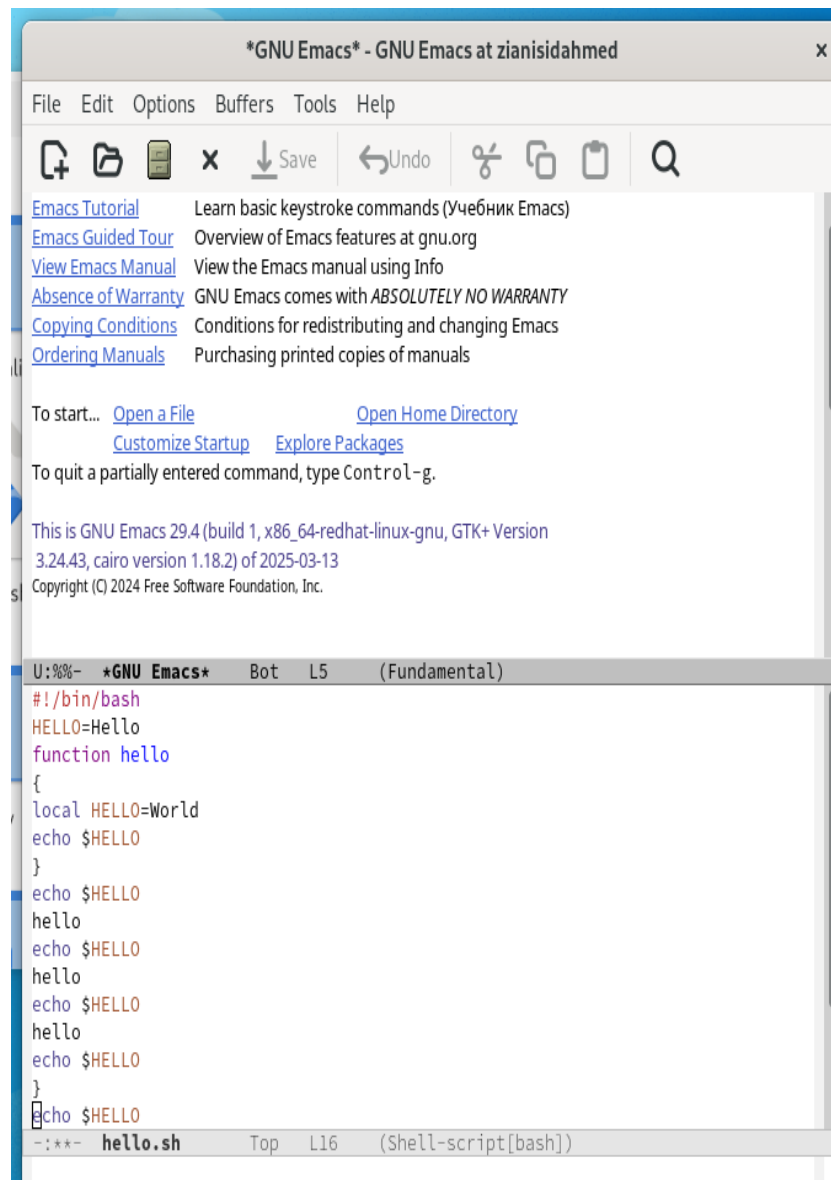 *GNU Emacs* - GNU Emacs at zianisidahmed ×
File Edit Options Buffers Tools Help
Save Undo
Emacs Tutorial Learn basic keystroke commands (Учебник Emacs)
Emacs Guided Tour Overview of Emacs features at gnu.org
View Emacs Manual View the Emacs manual using Info
Absence of Warranty GNU Emacs comes with ABSOLUTELY NO WARRANTY
Copying Conditions Conditions for redistributing and changing Emacs
Ordering Manuals Purchasing printed copies of manuals
To start... Open a File Open Home Directory
Customize Startup Explore Packages
To quit a partially entered command, type Control-g.
This is GNU Emacs 29.4 (build 1, x86_64-redhat-linux-gnu, GTK+ Version
3.24.43, cairo version 1.18.2) of 2025-03-13
Copyright (C) 2024 Free Software Foundation, Inc.
U:%%- *GNU Emacs* Bot L5 (Fundamental)
#!/bin/bash
HELLO=Hello
function hello
{
local HELLO=World
echo $HELLO
}
echo $HELLO
hello
echo $HELLO
hello
echo $HELLO
hello
echo $HELLO
}
echo $HELLO
-:**- hello.sh Top L16 (Shell-script[bash])